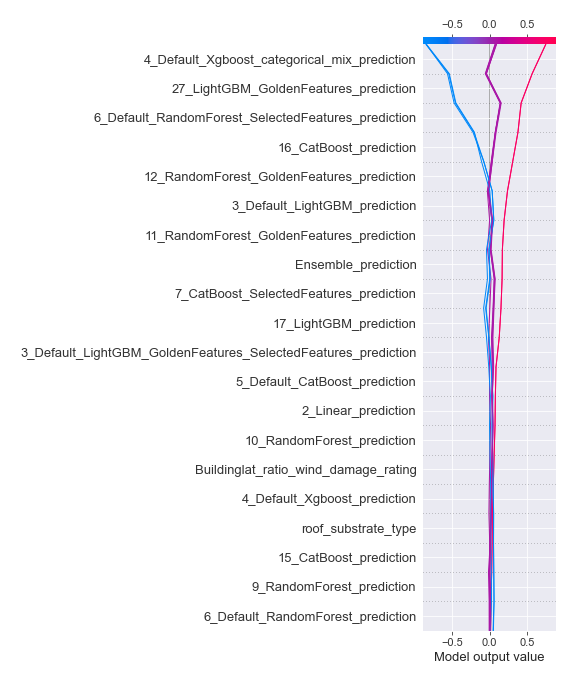 −0.5 0.0 0.5
4_Default_Xgboost_categorical_mix_prediction
27_LightGBM_GoldenFeatures_prediction
6_Default_RandomForest_SelectedFeatures_prediction
16_CatBoost_prediction
12_RandomForest_GoldenFeatures_prediction
3_Default_LightGBM_prediction
11_RandomForest_GoldenFeatures_prediction
Ensemble_prediction
7_CatBoost_SelectedFeatures_prediction
17_LightGBM_prediction
3_Default_LightGBM_GoldenFeatures_SelectedFeatures_prediction
5_Default_CatBoost_prediction
2_Linear_prediction
10_RandomForest_prediction
Buildinglat_ratio_wind_damage_rating
4_Default_Xgboost_prediction
roof_substrate_type
15_CatBoost_prediction
9_RandomForest_prediction
6_Default_RandomForest_prediction
−0.5 0.0 0.5
Model output value